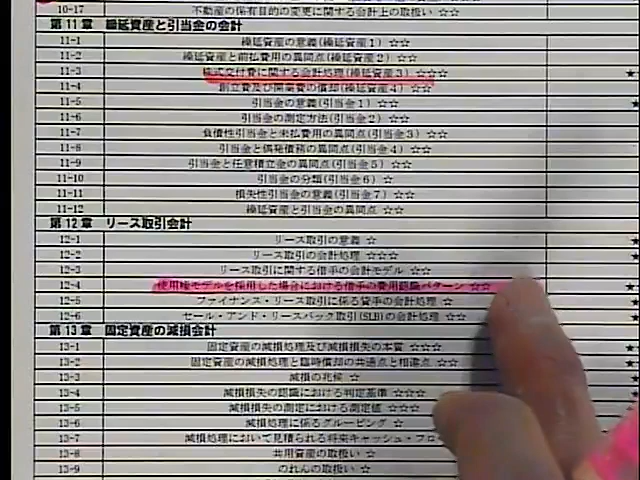 10-17 不動産の保有目的の変更に関する会計上の取扱い ☆☆
第11章 繰延資産と引当金の会計
11-1 繰延資産の意義(繰延資産1) ☆☆
11-2 繰延資産と前払費用の異同点(繰延資産2) ☆☆
11-3 株式交付費に関する会計処理(繰延資産3) ☆☆☆ ★
11-4 創立費及び開業費の償却(繰延資産4) ☆☆
11-5 引当金の意義(引当金1) ☆☆ ★
11-6 引当金の測定方法(引当金2) ☆☆
11-7 負債性引当金と未払費用の異同点(引当金3) ☆☆
11-8 引当金と偶発債務の異同点(引当金4) ☆☆
11-9 引当金と任意積立金の異同点(引当金5) ☆☆
11-10 引当金の分類(引当金6) ☆
11-11 損失性引当金の意義(引当金7) ☆☆
11-12 繰延資産と引当金の異同点 ☆☆
第12章 リース取引会計
12-1 リース取引の意義 ☆ ★
12-2 リース取引の会計処理 ☆☆☆ ★
12-3 リース取引に関する借手の会計モデル ☆☆
12-4 使用権モデルを採用した場合における借手の費用認識パターン ☆☆ ★
12-5 ファイナンス・リース取引に係る貸手の会計処理 ☆ ★
12-6 セール・アンド・リースバック取引(SLB)の会計処理 ☆☆ ★
第13章 固定資産の減損会計
13-1 固定資産の減損処理及び減損損失の本質 ☆☆☆ ★
13-2 固定資産の減損処理と臨時償却の共通点と相違点 ☆☆ ★
13-3 減損の兆候 ☆
13-4 減損損失の認識における判定基準 ☆☆☆ ★
13-5 減損損失の測定における測定値 ☆☆☆ ★
13-6 減損処理に係るグルーピング ☆ ★
13-7 減損処理において見積られる将来キャッシュ・フロ ★
13-8 共用資産の取扱い ☆
13-9 のれんの取扱い ☆